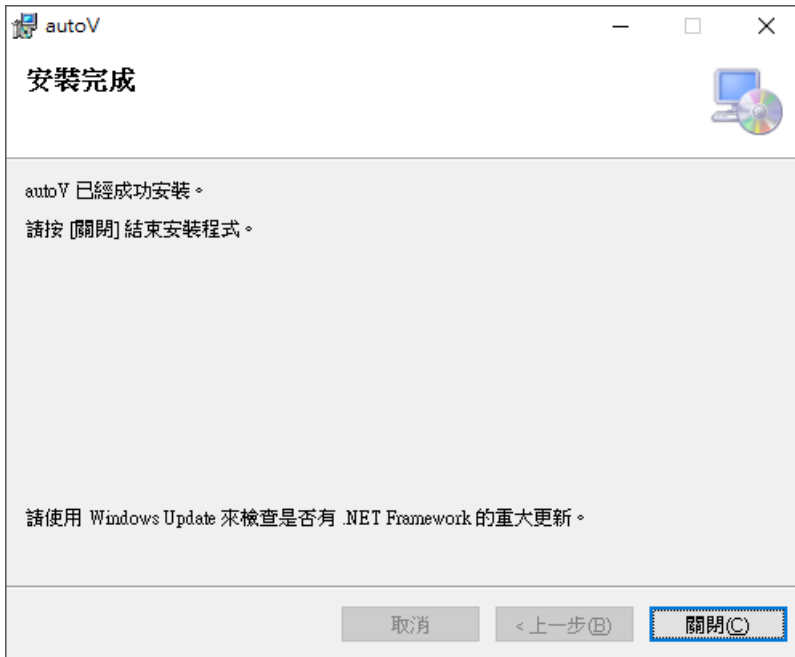 autoV
安裝完成
autoV 已經成功安裝。
請按 [關閉] 結束安裝程式。
請使用 Windows Update 來檢查是否有 .NET Framework 的重大更新。
取消
< 上一步(B)
關閉(C)